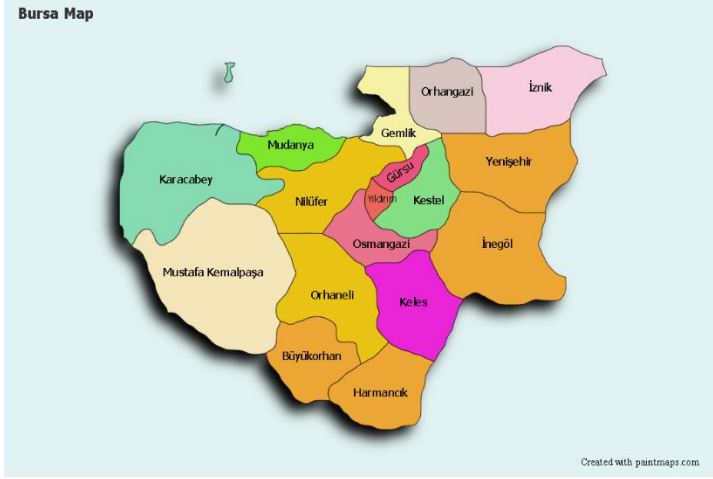 Bursa Map
Orhangazi
İznik
Gemlik
Mudanya
Karacabey
Yenişehir
Gürsu
Yıldırım
Kestel
Nilüfer
Osmangazi
İnegöl
Mustafa Kemalpaşa
Orhaneli
Keles
Büyükorhan
Harmancık
Created with paintmaps.com